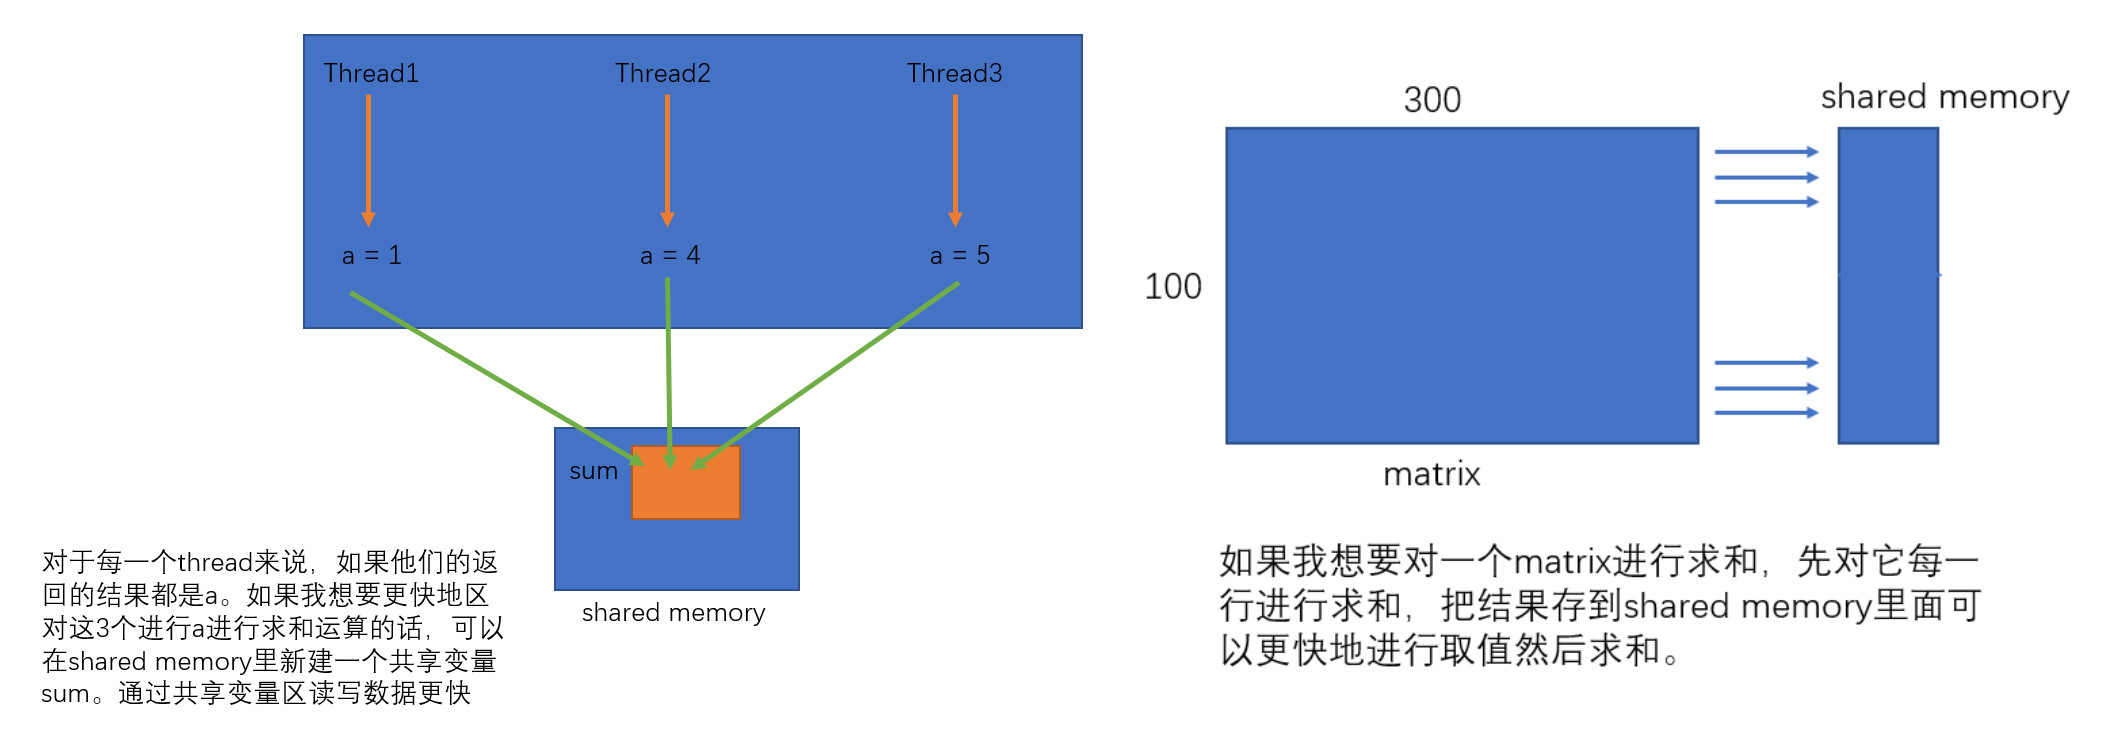 Thread1
Thread2
Thread3
a = 1
a = 4
a = 5
sum
shared memory
对于每一个thread来说，如果他们的返
回的结果都是a。如果我想要更快地区
对这3个进行a进行求和运算的话，可以
在shared memory里新建一个共享变量
sum。通过共享变量区读写数据更快
300
shared memory
100
matrix
如果我想要对一个matrix进行求和，先对它每一
行进行求和，把结果存到shared memory里面可
以更快地进行取值然后求和。